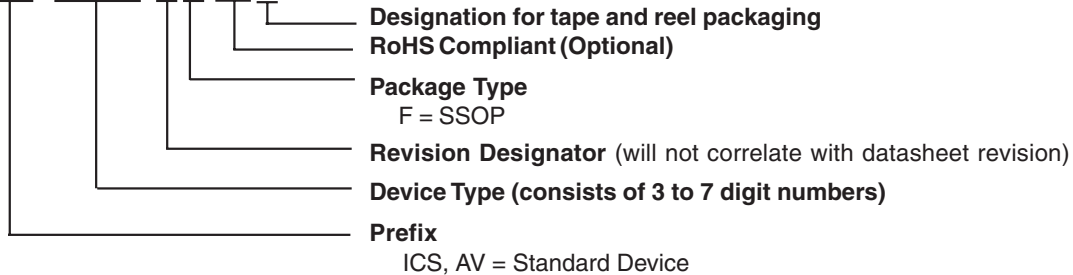 Designation for tape and reel packaging
RoHS Compliant (Optional)
Package Type
F = SSOP
Revision Designator (will not correlate with datasheet revision)
Device Type (consists of 3 to 7 digit numbers)
Prefix
ICS, AV = Standard Device